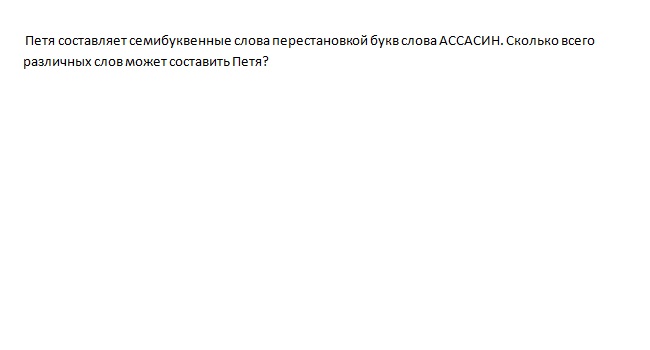 Петя составляет семибуквенные слова перестановкой букв слова АССАСИН. Сколько всего
различных слов может составить Петя?